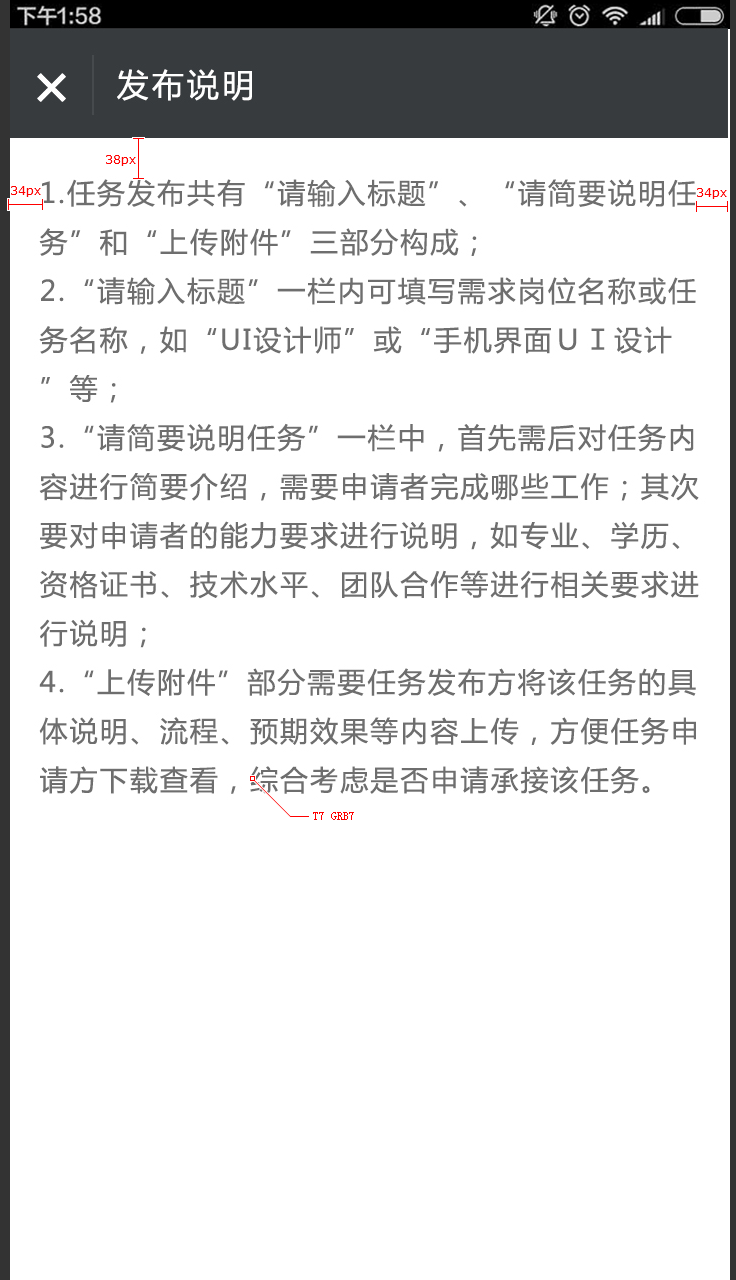 下午1:58
发布说明
38px
34px
34px
1.任务发布共有“请输入标题”、“请简要说明任
务”和“上传附件”三部分构成；
2.“请输入标题”一栏内可填写需求岗位名称或任
务名称，如“UI设计师”或“手机界面ＵＩ设计
”等；
3.“请简要说明任务”一栏中，首先需后对任务内
容进行简要介绍，需要申请者完成哪些工作；其次
要对申请者的能力要求进行说明，如专业、学历、
资格证书、技术水平、团队合作等进行相关要求进
行说明；
4.“上传附件”部分需要任务发布方将该任务的具
体说明、流程、预期效果等内容上传，方便任务申
请方下载查看，综合考虑是否申请承接该任务。
T7 GRB7